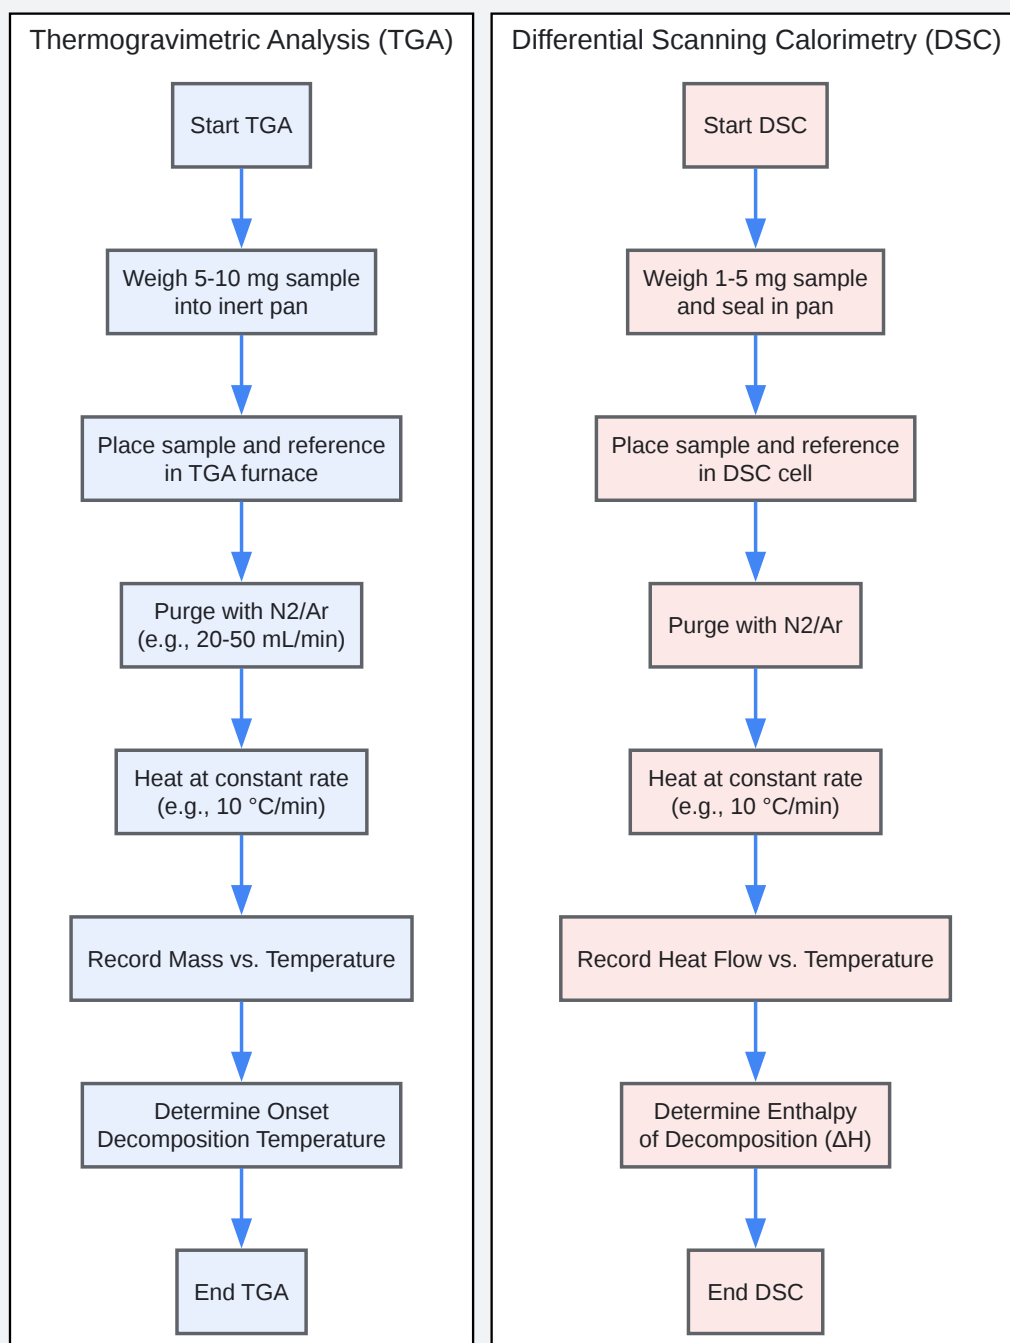 Thermogravimetric Analysis (TGA)
Start TGA
Weigh 5-10 mg sample
into inert pan
Place sample and reference
in TGA furnace
Purge with N2/Ar
(e.g., 20-50 mL/min)
Heat at constant rate
(e.g., 10 °C/min)
Record Mass vs. Temperature
Determine Onset
Decomposition Temperature
End TGA
Differential Scanning Calorimetry (DSC)
Start DSC
Weigh 1-5 mg sample
and seal in pan
Place sample and reference
in DSC cell
Purge with N2/Ar
Heat at constant rate
(e.g., 10 °C/min)
Record Heat Flow vs. Temperature
Determine Enthalpy
of Decomposition (ΔH)
End DSC